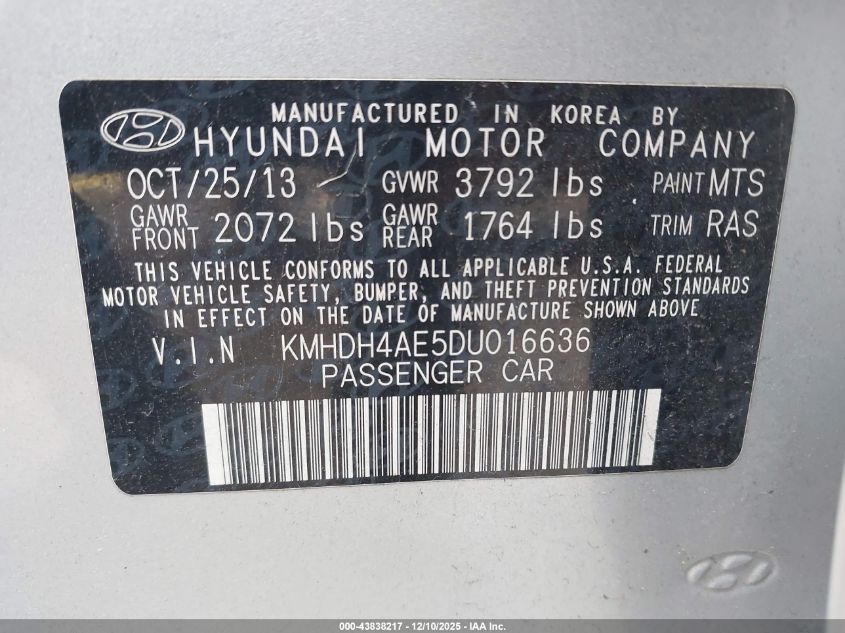 MANUFACTURED IN KOREA BY
HYUNDAI MOTOR COMPANY
OCT/25/13 GVWR 3792 lbs PAINT MTS
GAWR FRONT 2072 lbs GAWR REAR 1764 lbs TRIM RAS
THIS VEHICLE CONFORMS TO ALL APPLICABLE U.S.A. FEDERAL
MOTOR VEHICLE SAFETY, BUMPER, AND THEFT PREVENTION STANDARDS
IN EFFECT ON THE DATE OF MANUFACTURE SHOWN ABOVE
V.I.N KMHDH4AE5DU016636
PASSENGER CAR
000-43838217 - 12/10/2025 - IAA Inc.